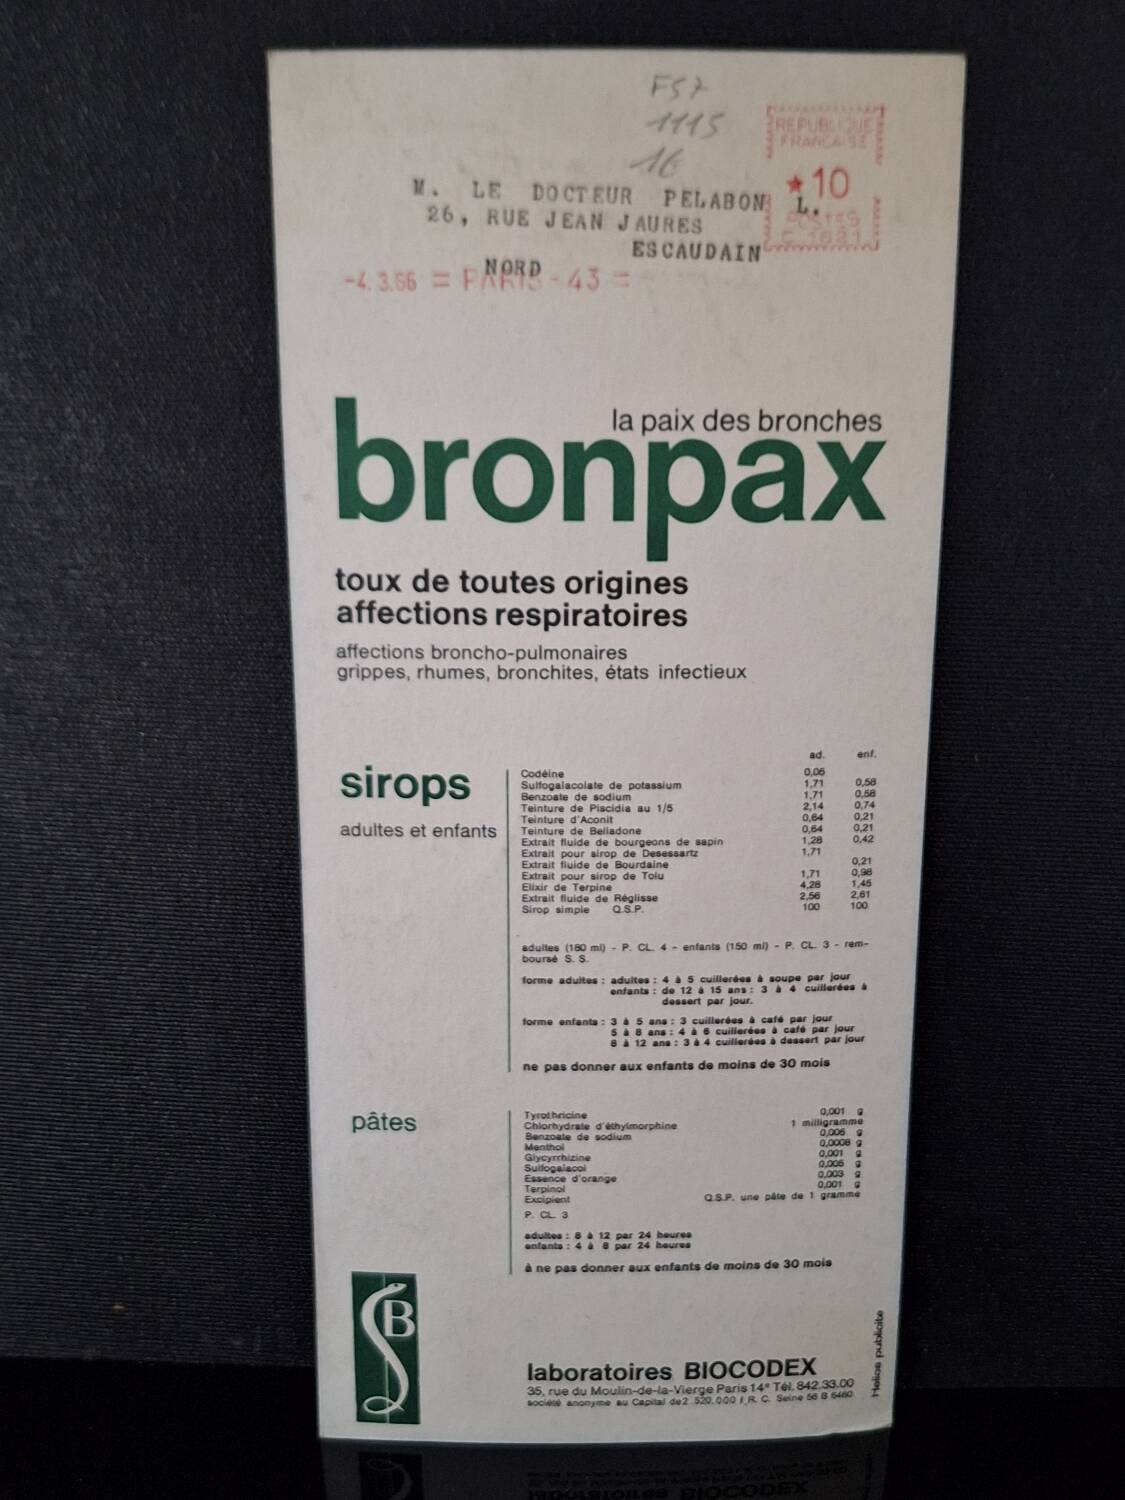 F57
1115
16
REPUBLIQUE
FRANCAISE
★10
POSTES
M. LE DOCTEUR PELABON L.
26, RUE JEAN JAURES
ESCAUDAIN
NORD
-4. 3.66 = PARIS - 43 =
la paix des bronches
bronpax
toux de toutes origines
affections respiratoires
affections broncho-pulmonaires
grippes, rhumes, bronchites, états infectieux
sirops
adultes et enfants
ad. enf.
Codéine 0,05
Sulfogaïacolate de potassium 1,71 0,58
Benzoate de sodium 1,71 0,58
Teinture de Piscidia au 1/5 2,14 0,74
Teinture d'Aconit 0,64 0,21
Teinture de Belladone 0,64 0,21
Extrait fluide de bourgeons de sapin 1,28 0,42
Extrait pour sirop de Desessartz 1,71
Extrait fluide de Bourdaine 0,21
Extrait pour sirop de Tolu 1,71 0,98
Elixir de Terpine 4,28 1,45
Extrait fluide de Réglisse 2,56 2,61
Sirop simple Q.S.P. 100 100
adultes (180 ml) - P. CL. 4 - enfants (150 ml) - P. CL. 3 - rem-
boursé S. S.
forme adultes : adultes : 4 à 5 cuillerées à soupe par jour
enfants : de 12 à 15 ans : 3 à 4 cuillerées à
dessert par jour.
forme enfants : 3 à 5 ans : 3 cuillerées à café par jour
5 à 8 ans : 4 à 6 cuillerées à café par jour
8 à 12 ans : 3 à 4 cuillerées à dessert par jour
ne pas donner aux enfants de moins de 30 mois
pâtes
Tyrothricine 0,001 g
Chlorhydrate d'éthylmorphine 1 milligramme
Benzoate de sodium 0,005 g
Menthol 0,0008 g
Glycyrrhizine 0,001 g
Sulfogaïacol 0,005 g
Essence d'orange 0,003 g
Terpinol 0,001 g
Excipient Q.S.P. une pâte de 1 gramme
P. CL. 3
adultes : 8 à 12 par 24 heures
enfants : 4 à 8 par 24 heures
à ne pas donner aux enfants de moins de 30 mois
B
laboratoires BIOCODEX
35, rue du Moulin-de-la-Vierge Paris 14e Tél. 842.33.00
société anonyme au Capital de 2.520.000 F R. C. Seine 56 B 6460
Hélios publicité